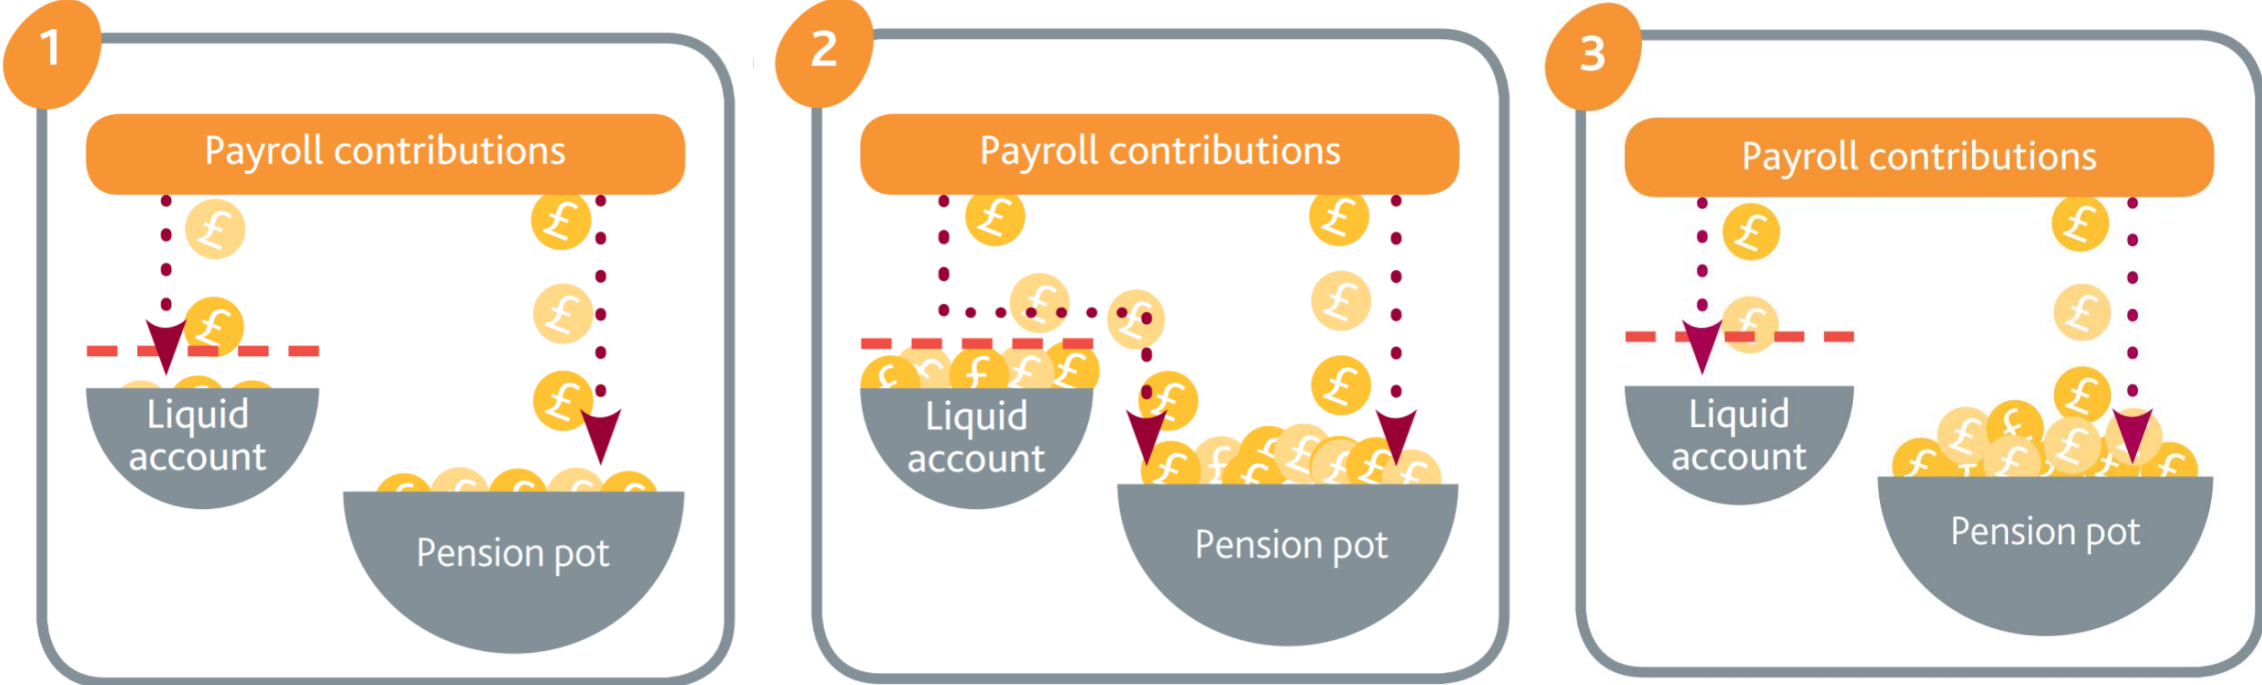 1
Payroll contributions
£
£
£
£
£
Liquid
account
£ £ £ £ £
Pension pot
2
Payroll contributions
£
£
£
£
£
£
£
£
£ £ £ £ £
Liquid
account
£ £ £ £ £ £ £ £
Pension pot
3
Payroll contributions
£
£
£
£
£
Liquid
account
£ £ £ £ £ £ £ £
Pension pot